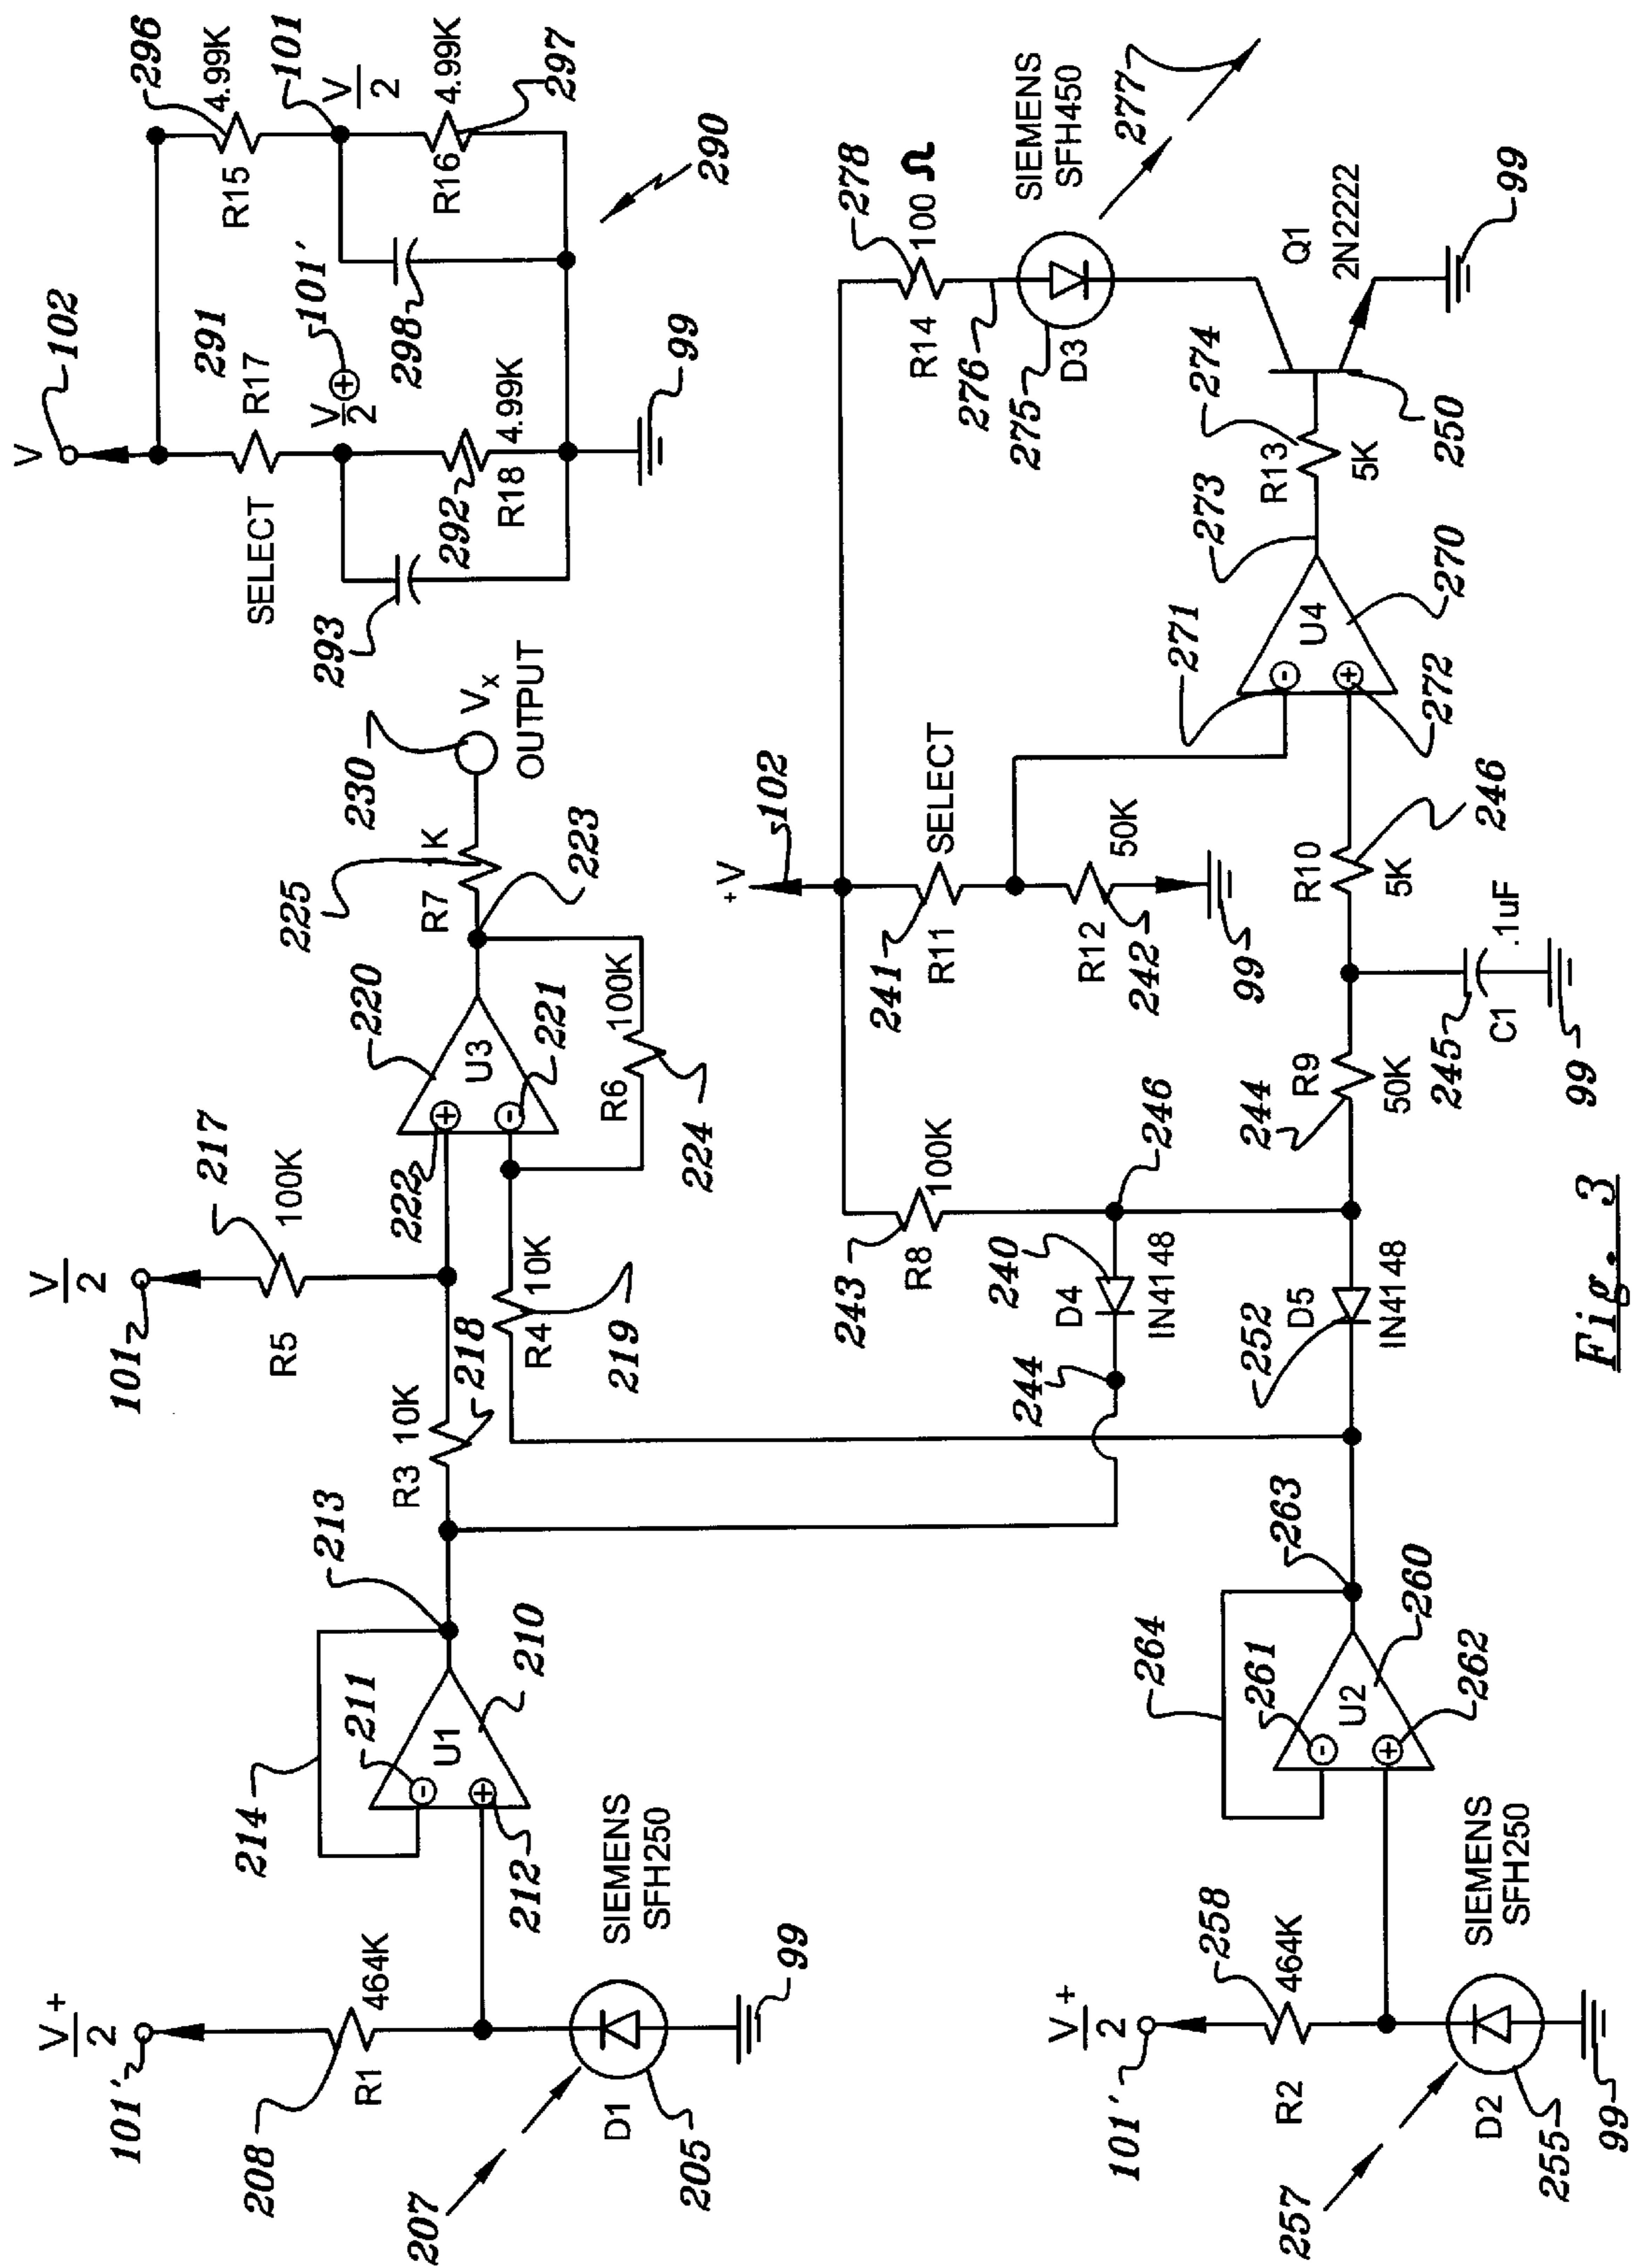 V/2+
101'
208
R1
464K
207
205
D1
SIEMENS
SFH250
99
214
211
U1
212
210
213
R3
10K
218
V/2
101
R5
100K
217
222
+
-
U3
220
221
R4
10K
219
R6
100K
224
223
R7
1K
225
230
Vx
OUTPUT
V
102
SELECT
291
R17
V/2 +
101'
293
292
R18
4.99K
298
R15
296
4.99K
101
V/2
R16
4.99K
297
290
99
V/2+
101'
258
R2
464K
257
255
D2
SIEMENS
SFH250
99
264
261
U2
262
260
263
244
D4
240
IN4148
246
243
R8
100K
252
D5
IN4148
244
R9
50K
245
C1
.1uF
99
R10
5K
246
+V
102
241
R11
SELECT
R12
50K
242
99
271
-
+
272
U4
270
273
R13
274
5K
250
Q1
2N2222
99
R14
278
100 Ω
276
275
D3
SIEMENS
SFH450
277
Fig. 3